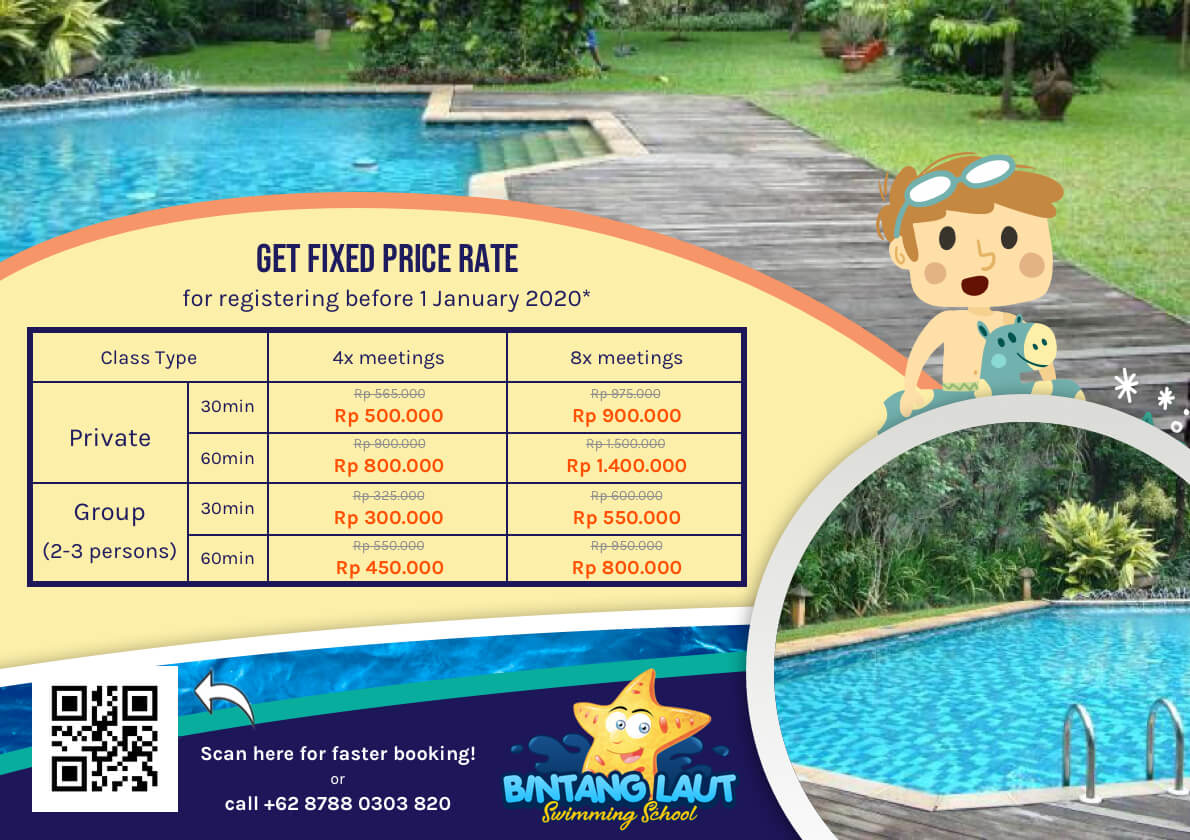 GET FIXED PRICE RATE
for registering before 1 January 2020*
Class Type 4x meetings 8x meetings
Private
30min
Rp 565.000
Rp 500.000
Rp 975.000
Rp 900.000
60min
Rp 900.000
Rp 800.000
Rp 1.500.000
Rp 1.400.000
Group
(2-3 persons)
30min
Rp 325.000
Rp 300.000
Rp 600.000
Rp 550.000
60min
Rp 550.000
Rp 450.000
Rp 950.000
Rp 800.000
Scan here for faster booking!
or
call +62 8788 0303 820
BINTANG LAUT
Swimming School